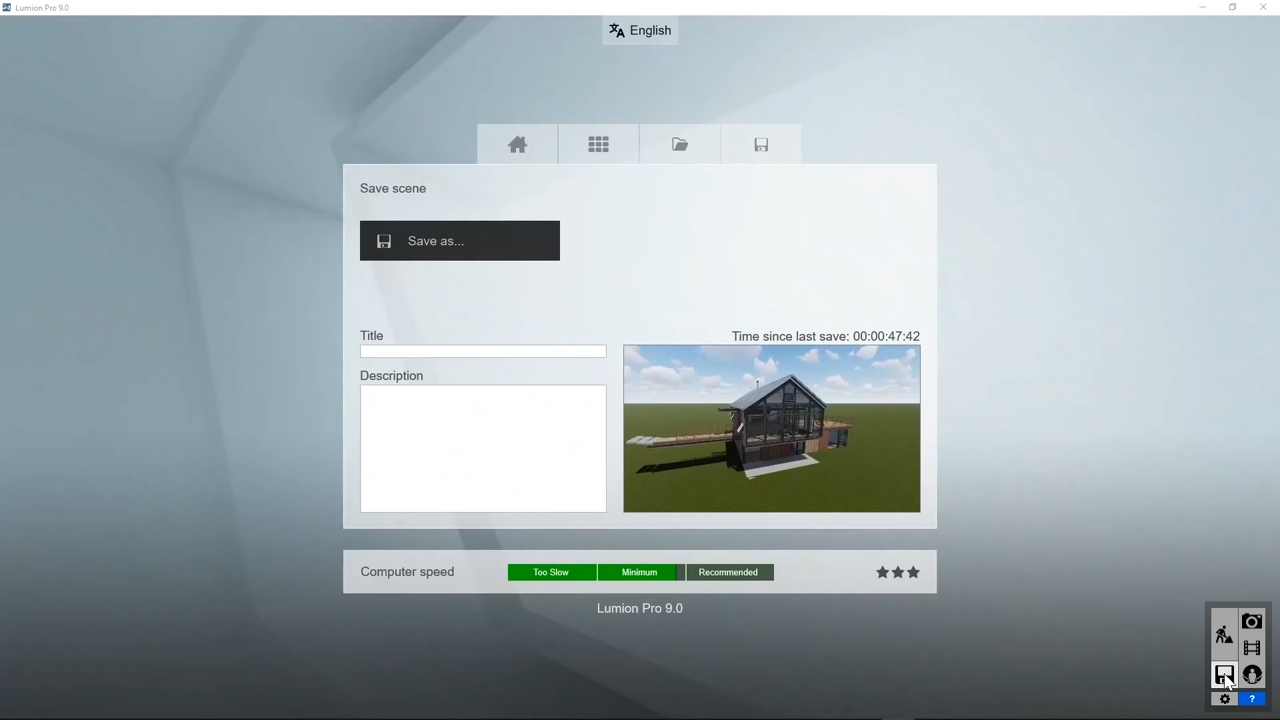 Lumion Pro 9.0
English
Save scene
Save as...
Title
Time since last save: 00:00:47:42
Description
Computer speed
Too Slow
Minimum
Recommended
Lumion Pro 9.0
?